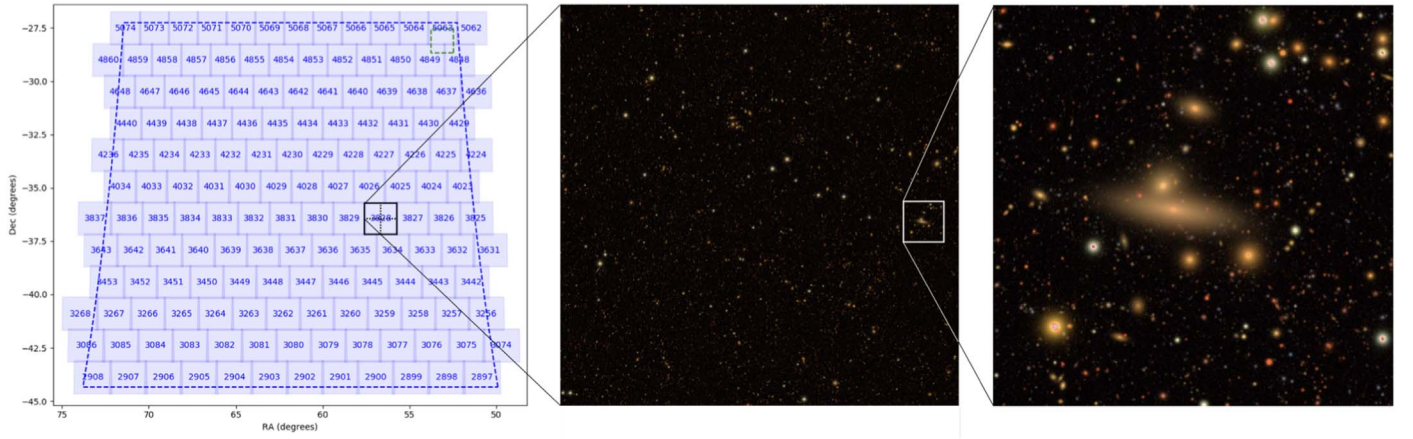 −27.5
5074 5073 5072 5071 5070 5069 5068 5067 5066 5065 5064 5063 5062
4860 4859 4858 4857 4856 4855 4854 4853 4852 4851 4850 4849 4848
−30.0
4648 4647 4646 4645 4644 4643 4642 4641 4640 4639 4638 4637 4636
4440 4439 4438 4437 4436 4435 4434 4433 4432 4431 4430 4429
−32.5
4236 4235 4234 4233 4232 4231 4230 4229 4228 4227 4226 4225 4224
−35.0
4034 4033 4032 4031 4030 4029 4028 4027 4026 4025 4024 4023
Dec (degrees)
3837 3836 3835 3834 3833 3832 3831 3830 3829 3828 3827 3826 3825
−37.5
3643 3642 3641 3640 3639 3638 3637 3636 3635 3634 3633 3632 3631
3453 3452 3451 3450 3449 3448 3447 3446 3445 3444 3443 3442
−40.0
3268 3267 3266 3265 3264 3263 3262 3261 3260 3259 3258 3257 3256
3086 3085 3084 3083 3082 3081 3080 3079 3078 3077 3076 3075 3074
−42.5
2908 2907 2906 2905 2904 2903 2902 2901 2900 2899 2898 2897
−45.0
75 70 65 60 55 50
RA (degrees)